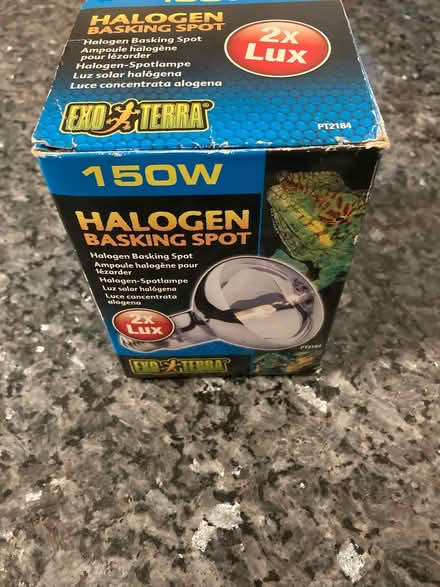 HALOGEN
BASKING SPOT
Halogen Basking Spot
Ampoule halogène
pour lézarder
Halogen-Spotlampe
Luz solar halógena
Luce concentrata alogena
2x
Lux
EXO TERRA
PT2184
150W
HALOGEN
BASKING SPOT
Halogen Basking Spot
Ampoule halogène pour
lézarder
Halogen-Spotlampe
Luz solar halógena
Luce concentrata
alogena
2x
Lux
EXO TERRA
PT2184